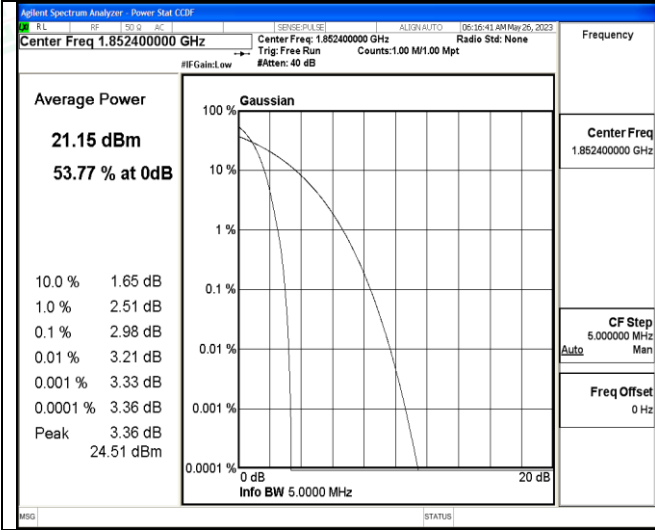 Agilent Spectrum Analyzer - Power Stat CCDF
RL RF 50 Ω AC SENSE:PULSE ALIGN AUTO 06:16:41 AM May 26, 2023
Center Freq 1.852400000 GHz
Center Freq: 1.852400000 GHz Radio Std: None
Trig: Free Run Counts:1.00 M/1.00 Mpt
#IFGain:Low #Atten: 40 dB
Frequency
Average Power
21.15 dBm
53.77 % at 0dB
10.0 % 1.65 dB
1.0 % 2.51 dB
0.1 % 2.98 dB
0.01 % 3.21 dB
0.001 % 3.33 dB
0.0001 % 3.36 dB
Peak 3.36 dB
24.51 dBm
Gaussian
100 %
10 %
1 %
0.1 %
0.01 %
0.001 %
0.0001 %
0 dB 20 dB
Info BW 5.0000 MHz
Center Freq
1.852400000 GHz
CF Step
5.000000 MHz
Auto Man
Freq Offset
0 Hz
MSG STATUS